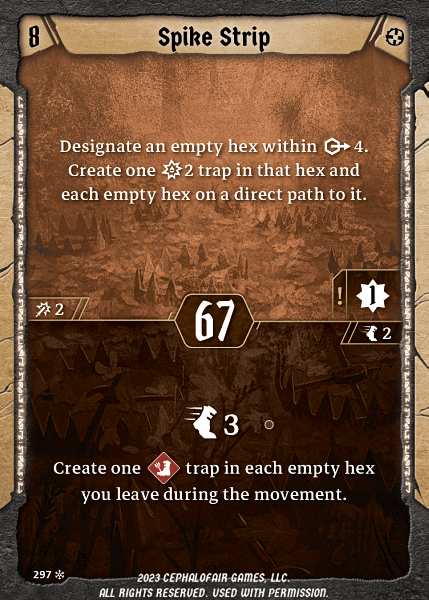 8
Spike Strip
Designate an empty hex within 4.
Create one 2 trap in that hex and
each empty hex on a direct path to it.
2
67
! 1
2
3
Create one trap in each empty hex
you leave during the movement.
297
2023 CEPHALOFAIR GAMES, LLC.
ALL RIGHTS RESERVED. USED WITH PERMISSION.